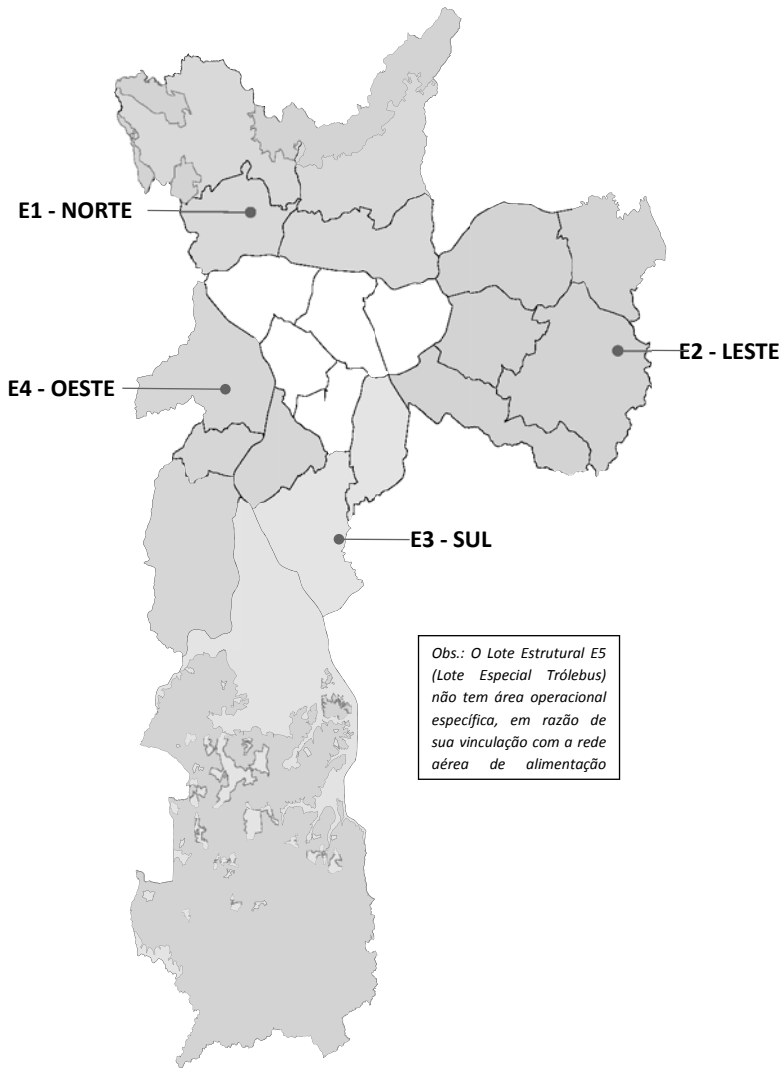 E1 - NORTE
E2 - LESTE
E4 - OESTE
E3 - SUL
Obs.: O Lote Estrutural E5
(Lote Especial Trólebus)
não tem área operacional
específica, em razão de
sua vinculação com a rede
aérea de alimentação